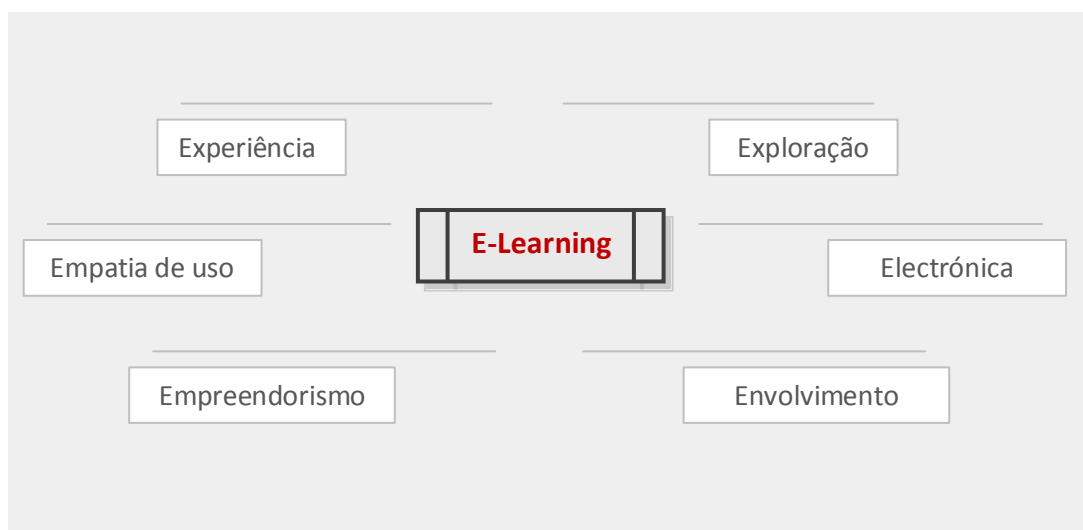 Experiência
Exploração
E-Learning
Empatia de uso
Electrónica
Empreendorismo
Envolvimento